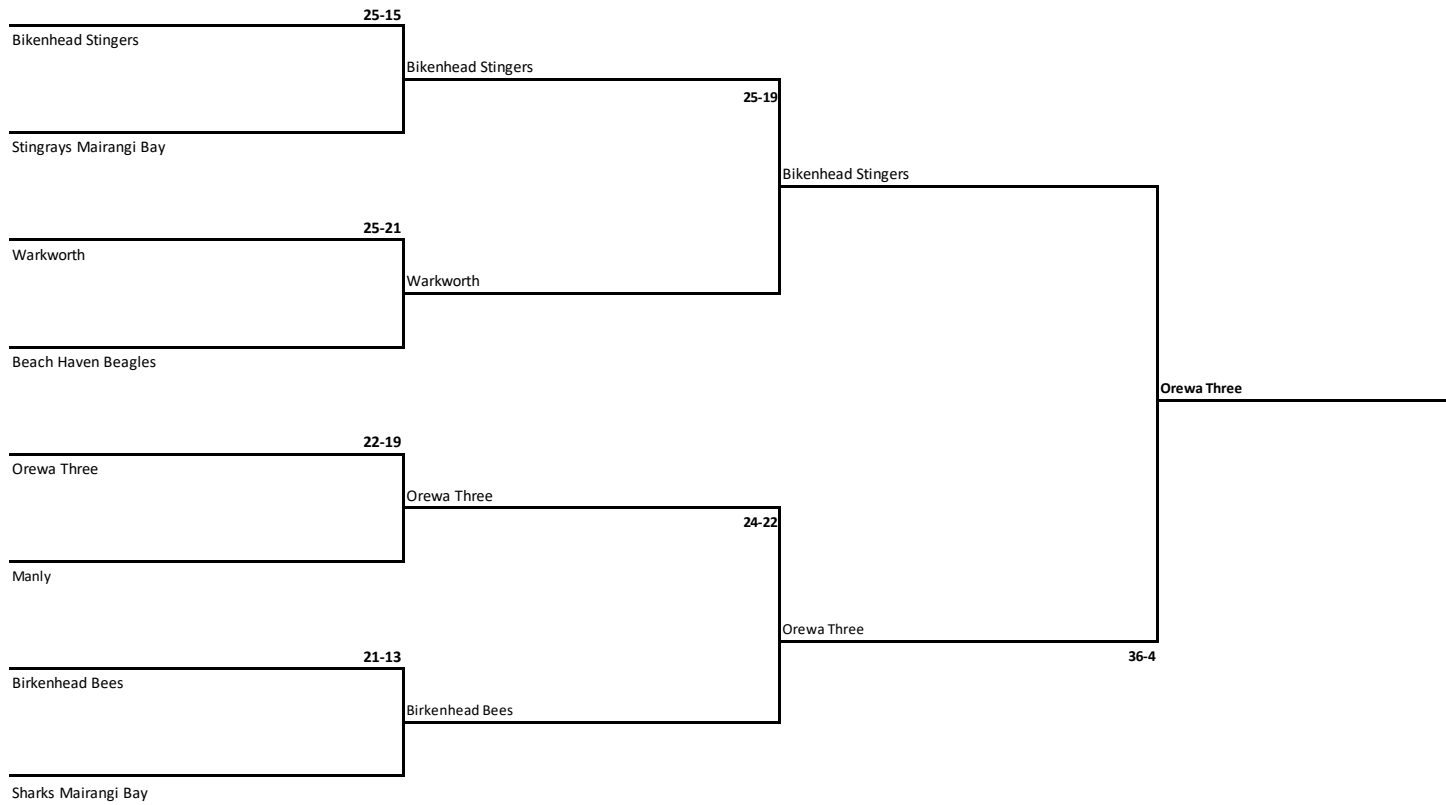 25-15
Bikenhead Stingers
Bikenhead Stingers
25-19
Stingrays Mairangi Bay
Bikenhead Stingers
25-21
Warkworth
Warkworth
Beach Haven Beagles
Orewa Three
22-19
Orewa Three
Orewa Three
24-22
Manly
Orewa Three
21-13
36-4
Birkenhead Bees
Birkenhead Bees
Sharks Mairangi Bay